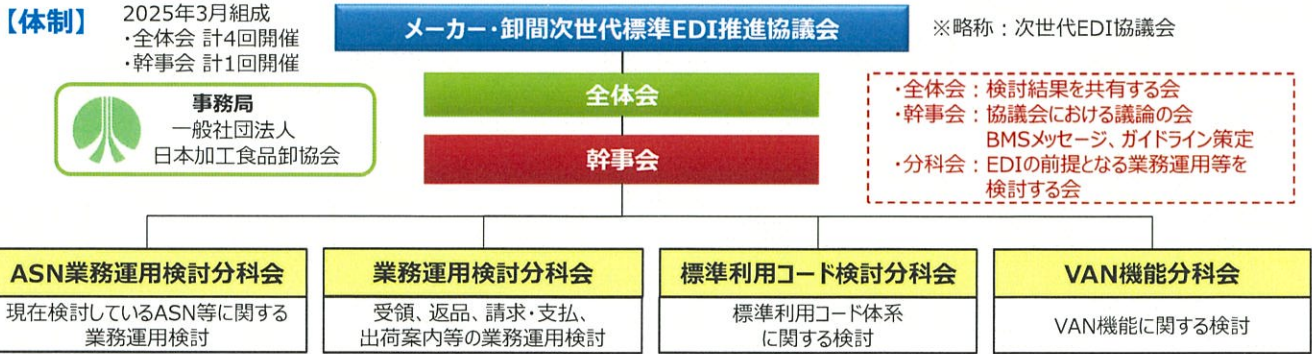 【体制】
2025年3月組成
・全体会 計4回開催
・幹事会 計1回開催
メーカー・卸間次世代標準EDI推進協議会
※略称：次世代EDI協議会
事務局
一般社団法人
日本加工食品卸協会
全体会
幹事会
・全体会：検討結果を共有する会
・幹事会：協議会における議論の会
BMSメッセージ、ガイドライン策定
・分科会：EDIの前提となる業務運用等を
検討する会
ASN業務運用検討分科会
現在検討しているASN等に関する
業務運用検討
業務運用検討分科会
受領、返品、請求・支払、
出荷案内等の業務運用検討
標準利用コード検討分科会
標準利用コード体系
に関する検討
VAN機能分科会
VAN機能に関する検討